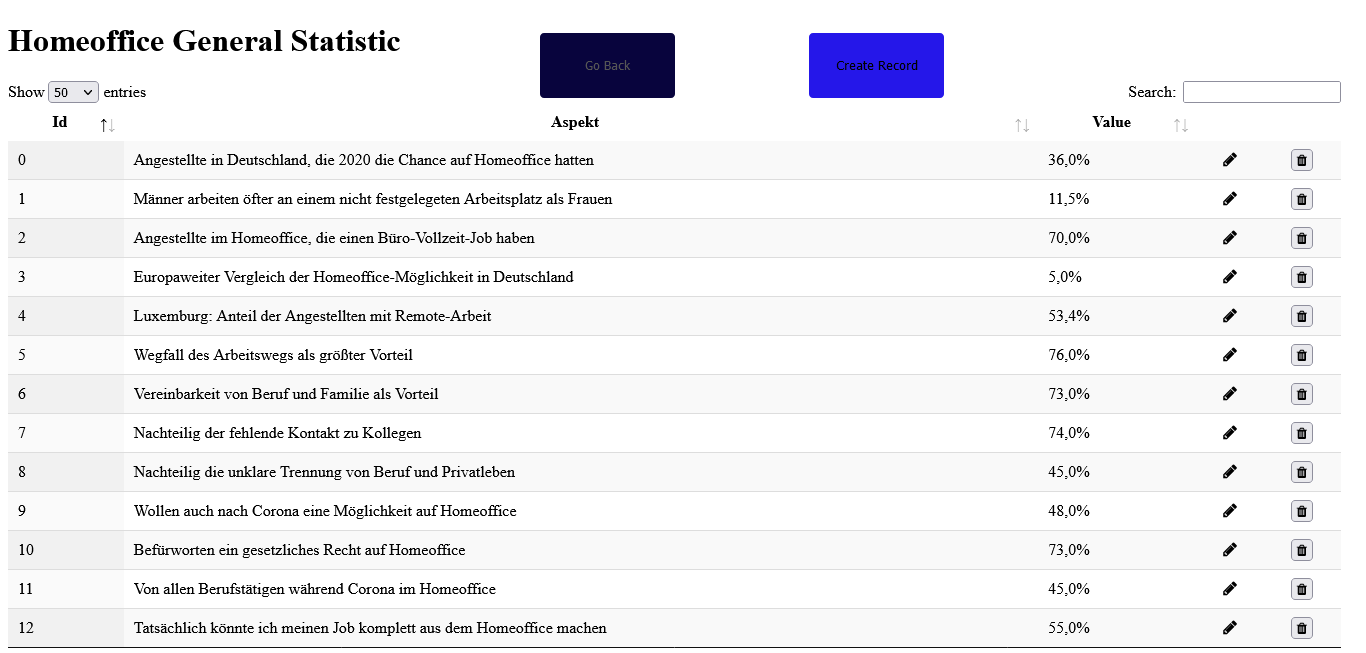 Homeoffice General Statistic
Go Back
Create Record
Show 50 entries
Search:
Id Aspekt Value
0 Angestellte in Deutschland, die 2020 die Chance auf Homeoffice hatten 36,0%
1 Männer arbeiten öfter an einem nicht festgelegeten Arbeitsplatz als Frauen 11,5%
2 Angestellte im Homeoffice, die einen Büro-Vollzeit-Job haben 70,0%
3 Europaweiter Vergleich der Homeoffice-Möglichkeit in Deutschland 5,0%
4 Luxemburg: Anteil der Angestellten mit Remote-Arbeit 53,4%
5 Wegfall des Arbeitswegs als größter Vorteil 76,0%
6 Vereinbarkeit von Beruf und Familie als Vorteil 73,0%
7 Nachteilig der fehlende Kontakt zu Kollegen 74,0%
8 Nachteilig die unklare Trennung von Beruf und Privatleben 45,0%
9 Wollen auch nach Corona eine Möglichkeit auf Homeoffice 48,0%
10 Befürworten ein gesetzliches Recht auf Homeoffice 73,0%
11 Von allen Berufstätigen während Corona im Homeoffice 45,0%
12 Tatsächlich könnte ich meinen Job komplett aus dem Homeoffice machen 55,0%